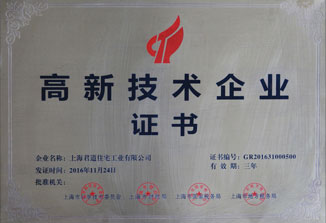 高新技术企业
证书
企业名称：上海君道住宅工业有限公司
证书编号：GR201631000500
发证时间：2016年11月24日
有 效 期：三年
批准机关：